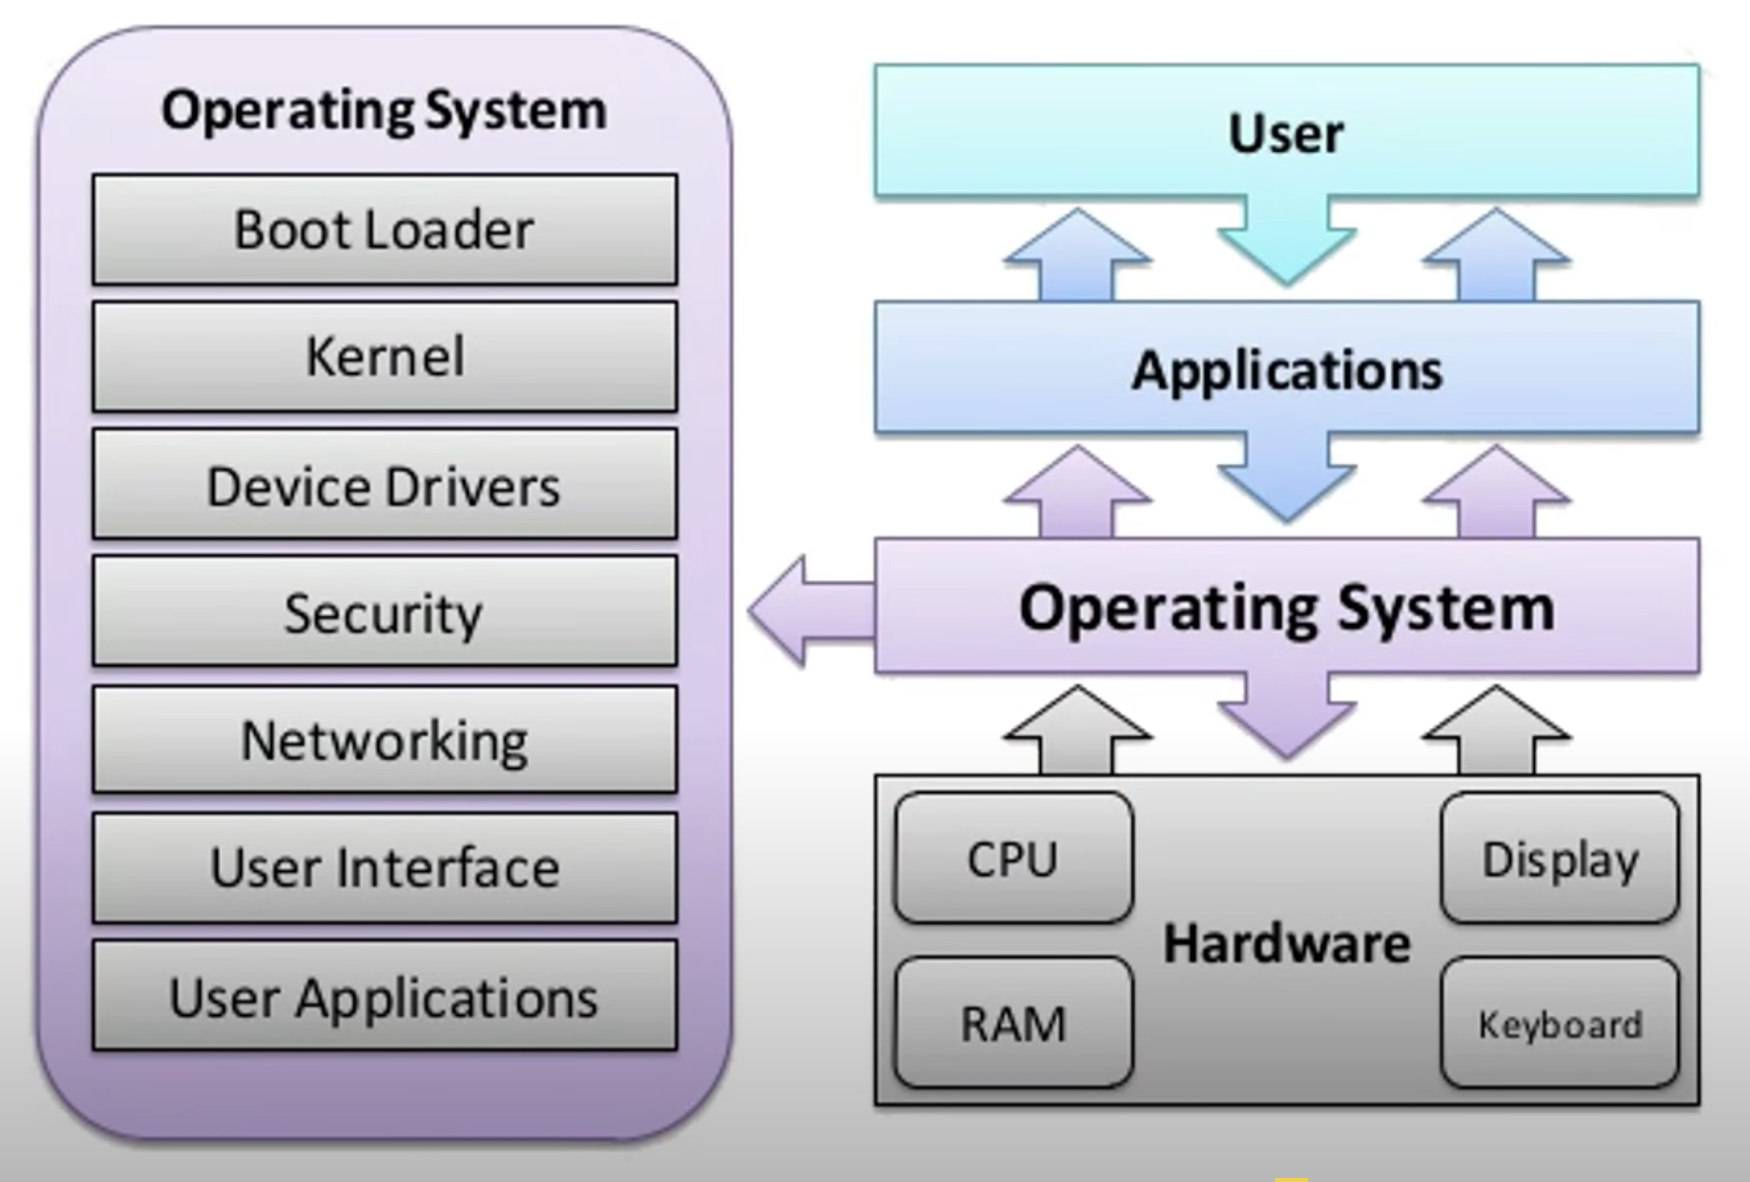 Operating System
Boot Loader
Kernel
Device Drivers
Security
Networking
User Interface
User Applications
User
Applications
Operating System
Hardware
CPU
Display
RAM
Keyboard